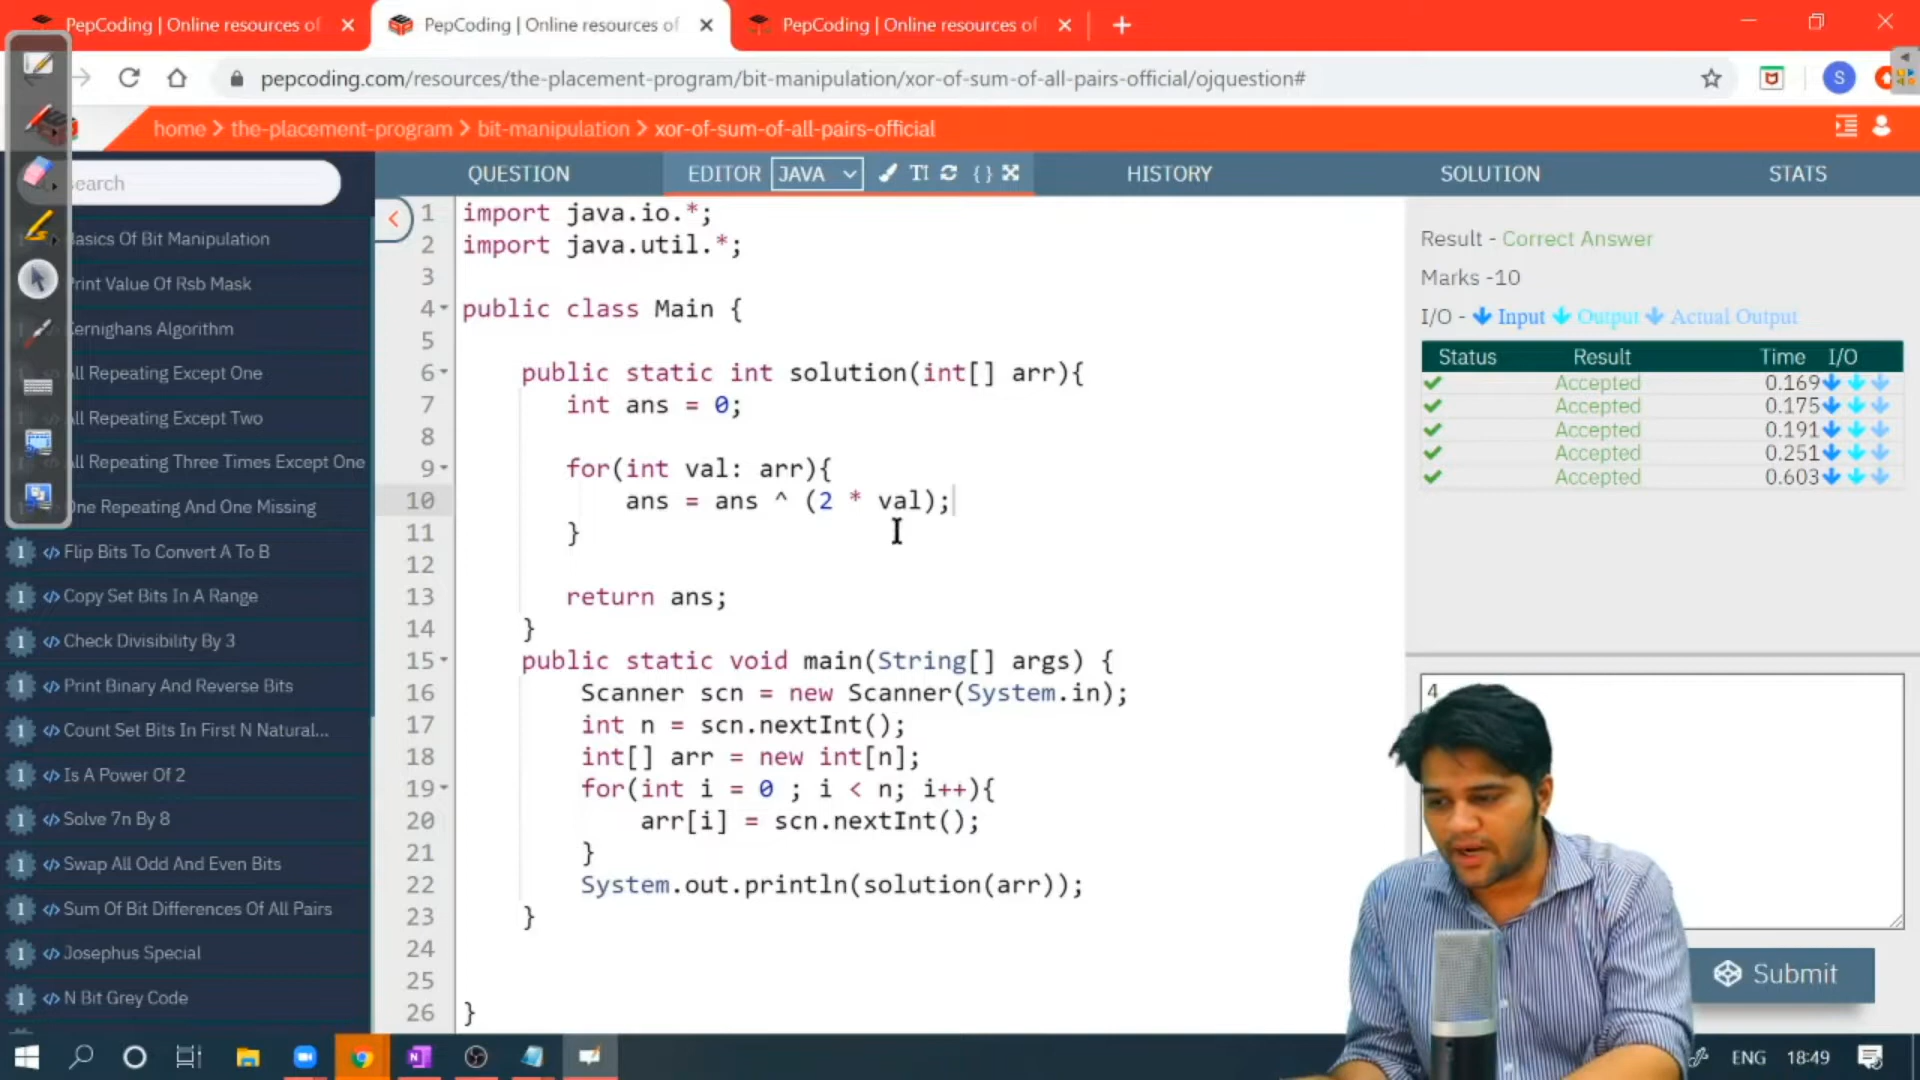 PepCoding | Online resources of
PepCoding | Online resources of
PepCoding | Online resources of
pepcoding.com/resources/the-placement-program/bit-manipulation/xor-of-sum-of-all-pairs-official/ojquestion#
S
home > the-placement-program > bit-manipulation > xor-of-sum-of-all-pairs-official
QUESTION
EDITOR JAVA
HISTORY
SOLUTION
STATS
earch
asics Of Bit Manipulation
rint Value Of Rsb Mask
ernighans Algorithm
ll Repeating Except One
ll Repeating Except Two
ll Repeating Three Times Except One
One Repeating And One Missing
1 </> Flip Bits To Convert A To B
1 </> Copy Set Bits In A Range
1 </> Check Divisibility By 3
1 </> Print Binary And Reverse Bits
1 </> Count Set Bits In First N Natural...
1 </> Is A Power Of 2
1 </> Solve 7n By 8
1 </> Swap All Odd And Even Bits
1 </> Sum Of Bit Differences Of All Pairs
1 </> Josephus Special
1 </> N Bit Grey Code
1 import java.io.*;
2 import java.util.*;
3
4 public class Main {
5
6 public static int solution(int[] arr){
7 int ans = 0;
8
9 for(int val: arr){
10 ans = ans ^ (2 * val);
11 }
12
13 return ans;
14 }
15 public static void main(String[] args) {
16 Scanner scn = new Scanner(System.in);
17 int n = scn.nextInt();
18 int[] arr = new int[n];
19 for(int i = 0 ; i < n; i++){
20 arr[i] = scn.nextInt();
21 }
22 System.out.println(solution(arr));
23 }
24
25
26 }
Result - Correct Answer
Marks -10
I/O - Input Output Actual Output
Status Result Time I/O
Accepted 0.169
Accepted 0.175
Accepted 0.191
Accepted 0.251
Accepted 0.603
4
Submit
ENG 18:49